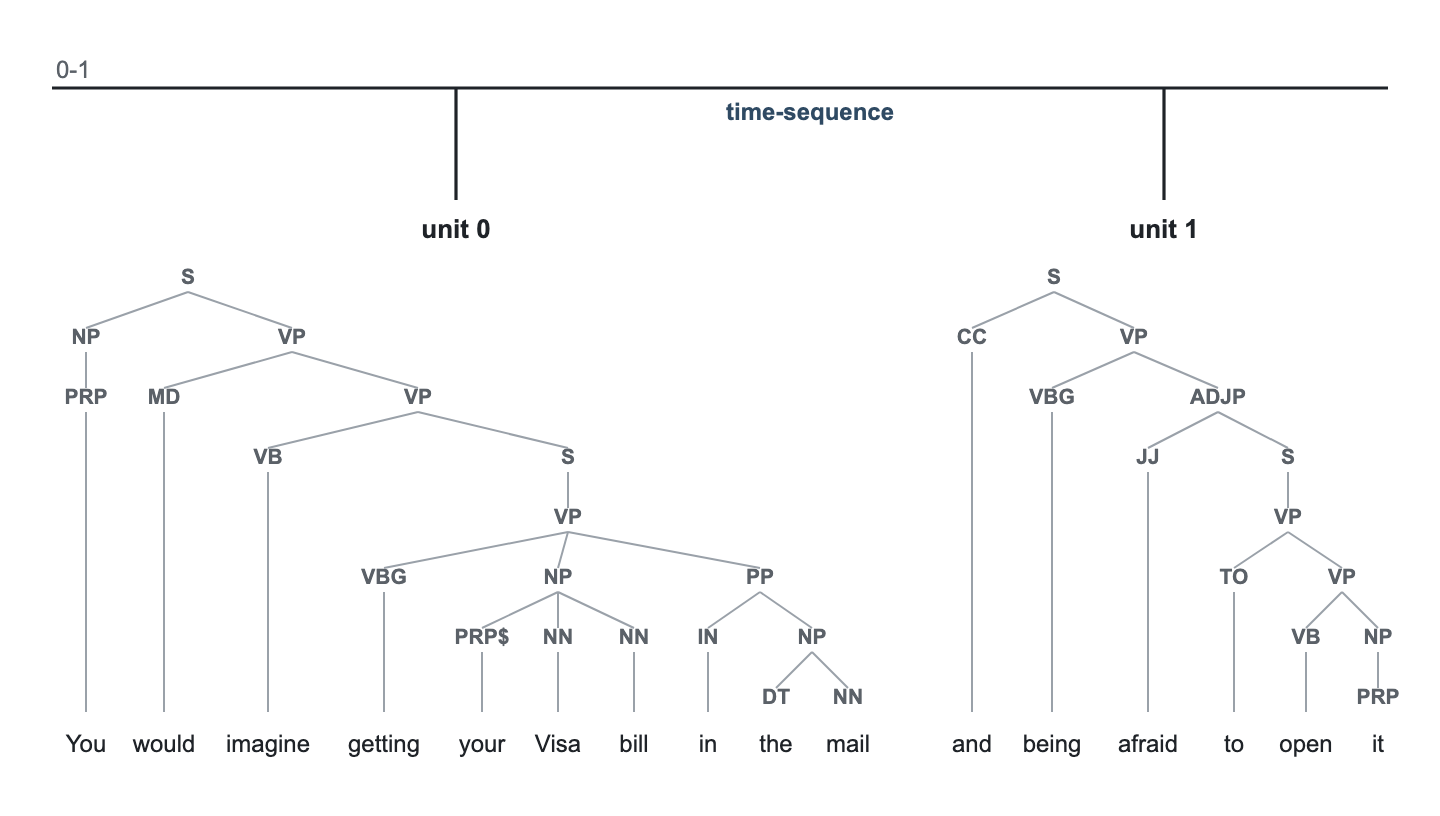 0-1
time-sequence
unit 0 unit 1
S S
NP VP CC VP
PRP MD VP VBG ADJP
VB S JJ S
VP VP
VBG NP PP TO VP
PRP$ NN NN IN NP VB NP
DT NN PRP
You would imagine getting your Visa bill in the mail and being afraid to open it